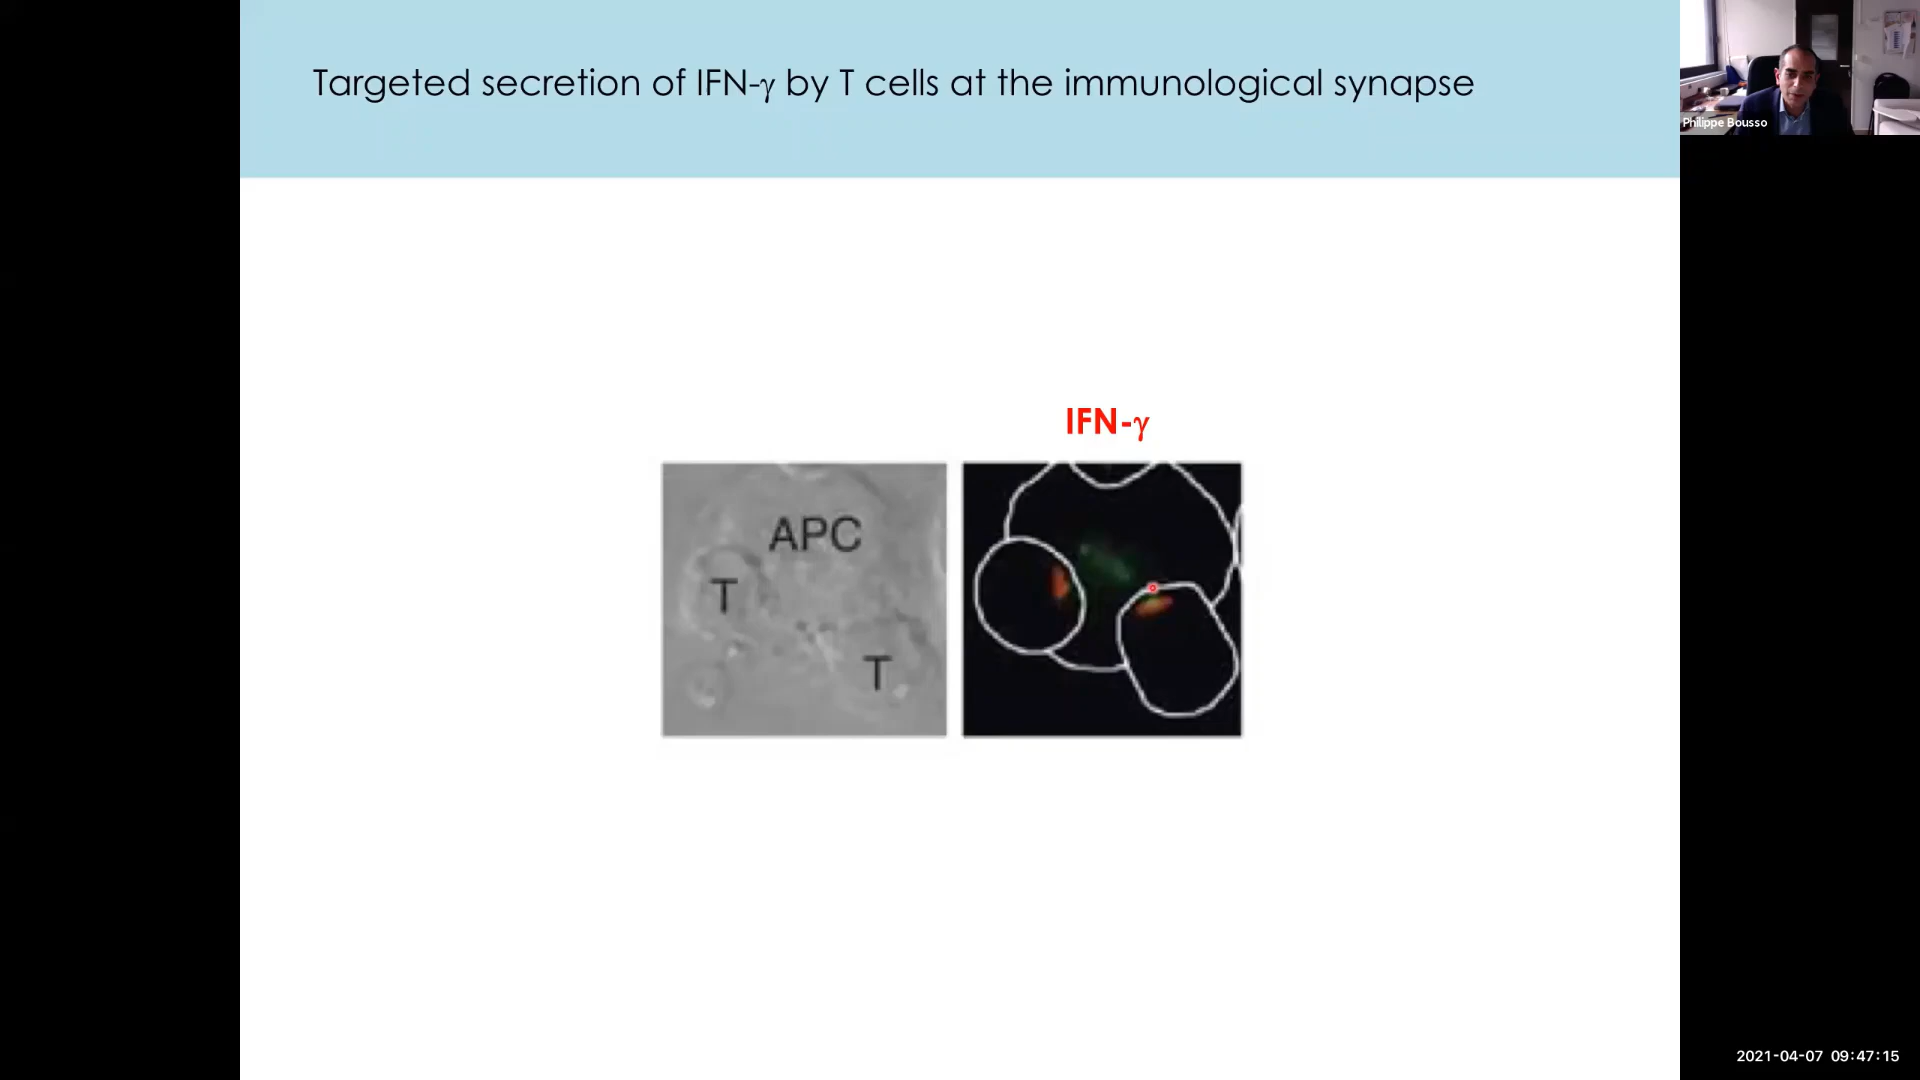 Targeted secretion of IFN-γ by T cells at the immunological synapse
Philippe Bousso
IFN-γ
APC
T
T
2021-04-07 09:47:15